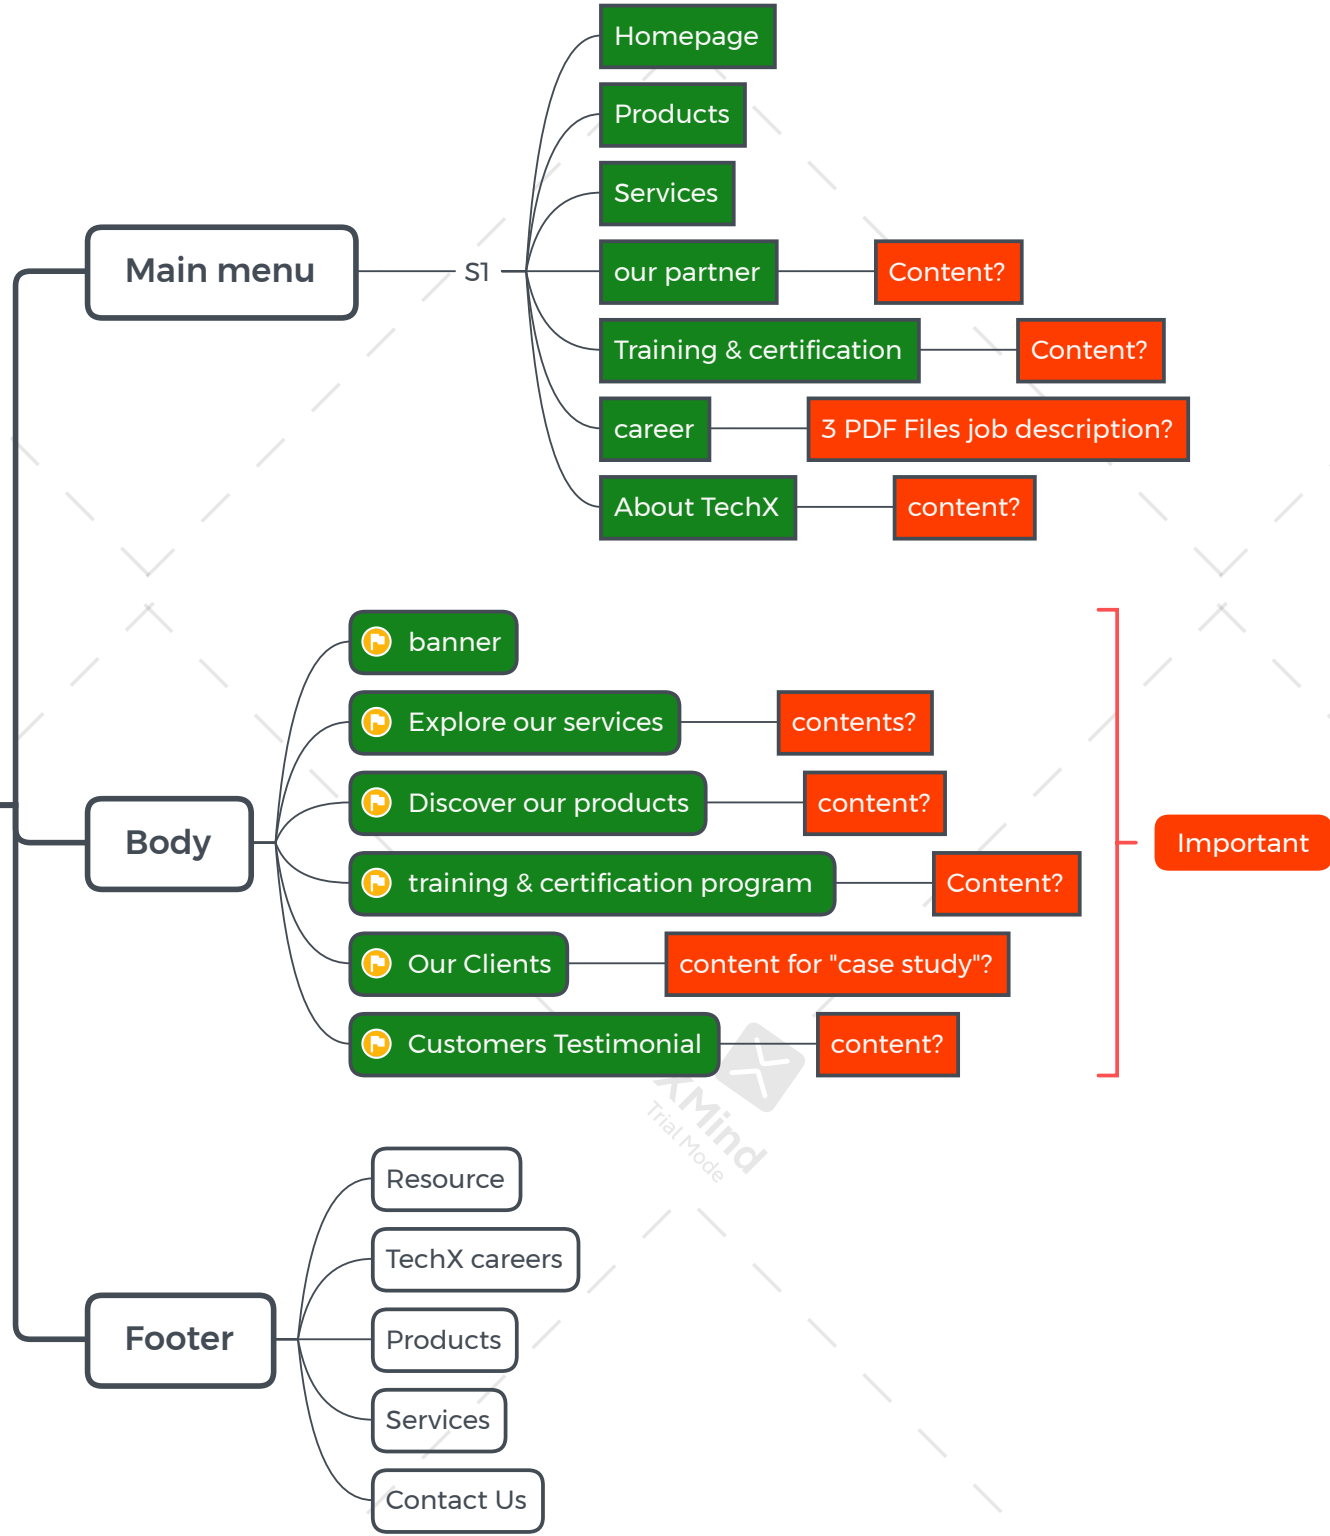 Homepage
Products
Services
Main menu
S1
our partner
Content?
Training & certification
Content?
career
3 PDF Files job description?
About TechX
content?
banner
Explore our services
contents?
Discover our products
content?
Body
Important
training & certification program
Content?
Our Clients
content for "case study"?
Customers Testimonial
content?
XMind
Trial Mode
Resource
TechX careers
Footer
Products
Services
Contact Us